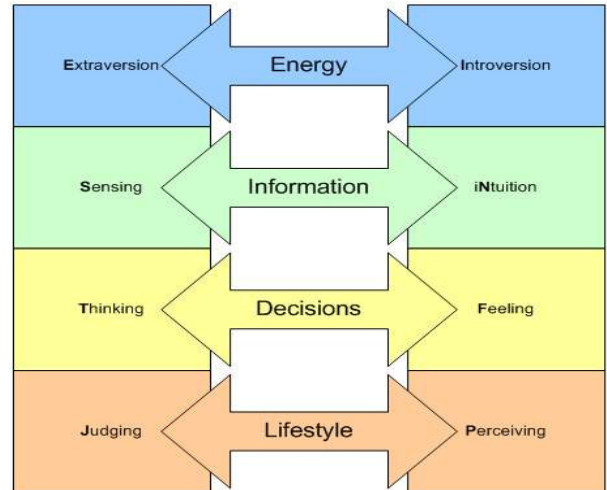 Extraversion Energy Introversion
Sensing Information iNtuition
Thinking Decisions Feeling
Judging Lifestyle Perceiving